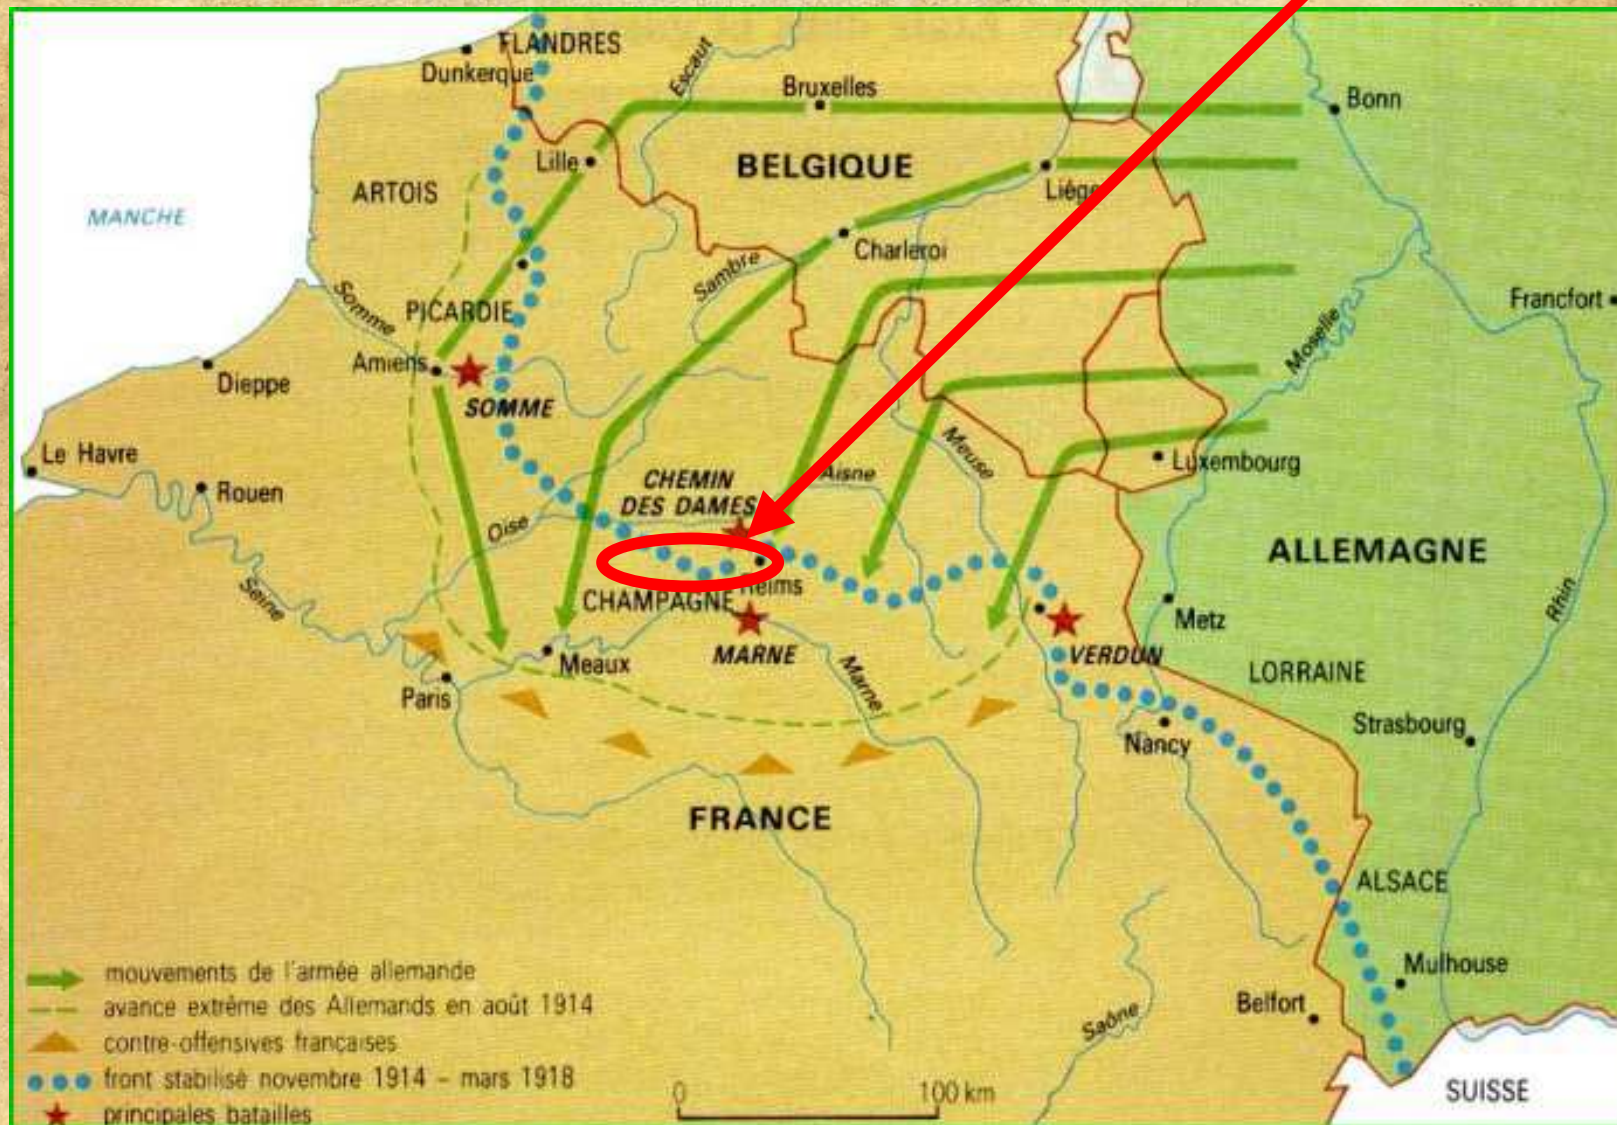 FLANDRES
Dunkerque
Escaut
Bruxelles
Bonn
Lille
BELGIQUE
Liége
ARTOIS
MANCHE
Charleroi
Sambre
Somme
PICARDIE
Francfort
Moselle
Amiens
Dieppe
SOMME
Meuse
Le Havre
Luxembourg
Rouen
CHEMIN
DES DAMES
Aisne
Oise
ALLEMAGNE
Reims
Seine
CHAMPAGNE
Rhin
Metz
MARNE
VERDUN
Meaux
Marne
LORRAINE
Paris
Strasbourg
Nancy
FRANCE
ALSACE
Mulhouse
Belfort
Saône
SUISSE
mouvements de l'armée allemande
avance extrême des Allemands en août 1914
contre-offensives françaises
front stabilisé novembre 1914 – mars 1918
principales batailles
0 100 km